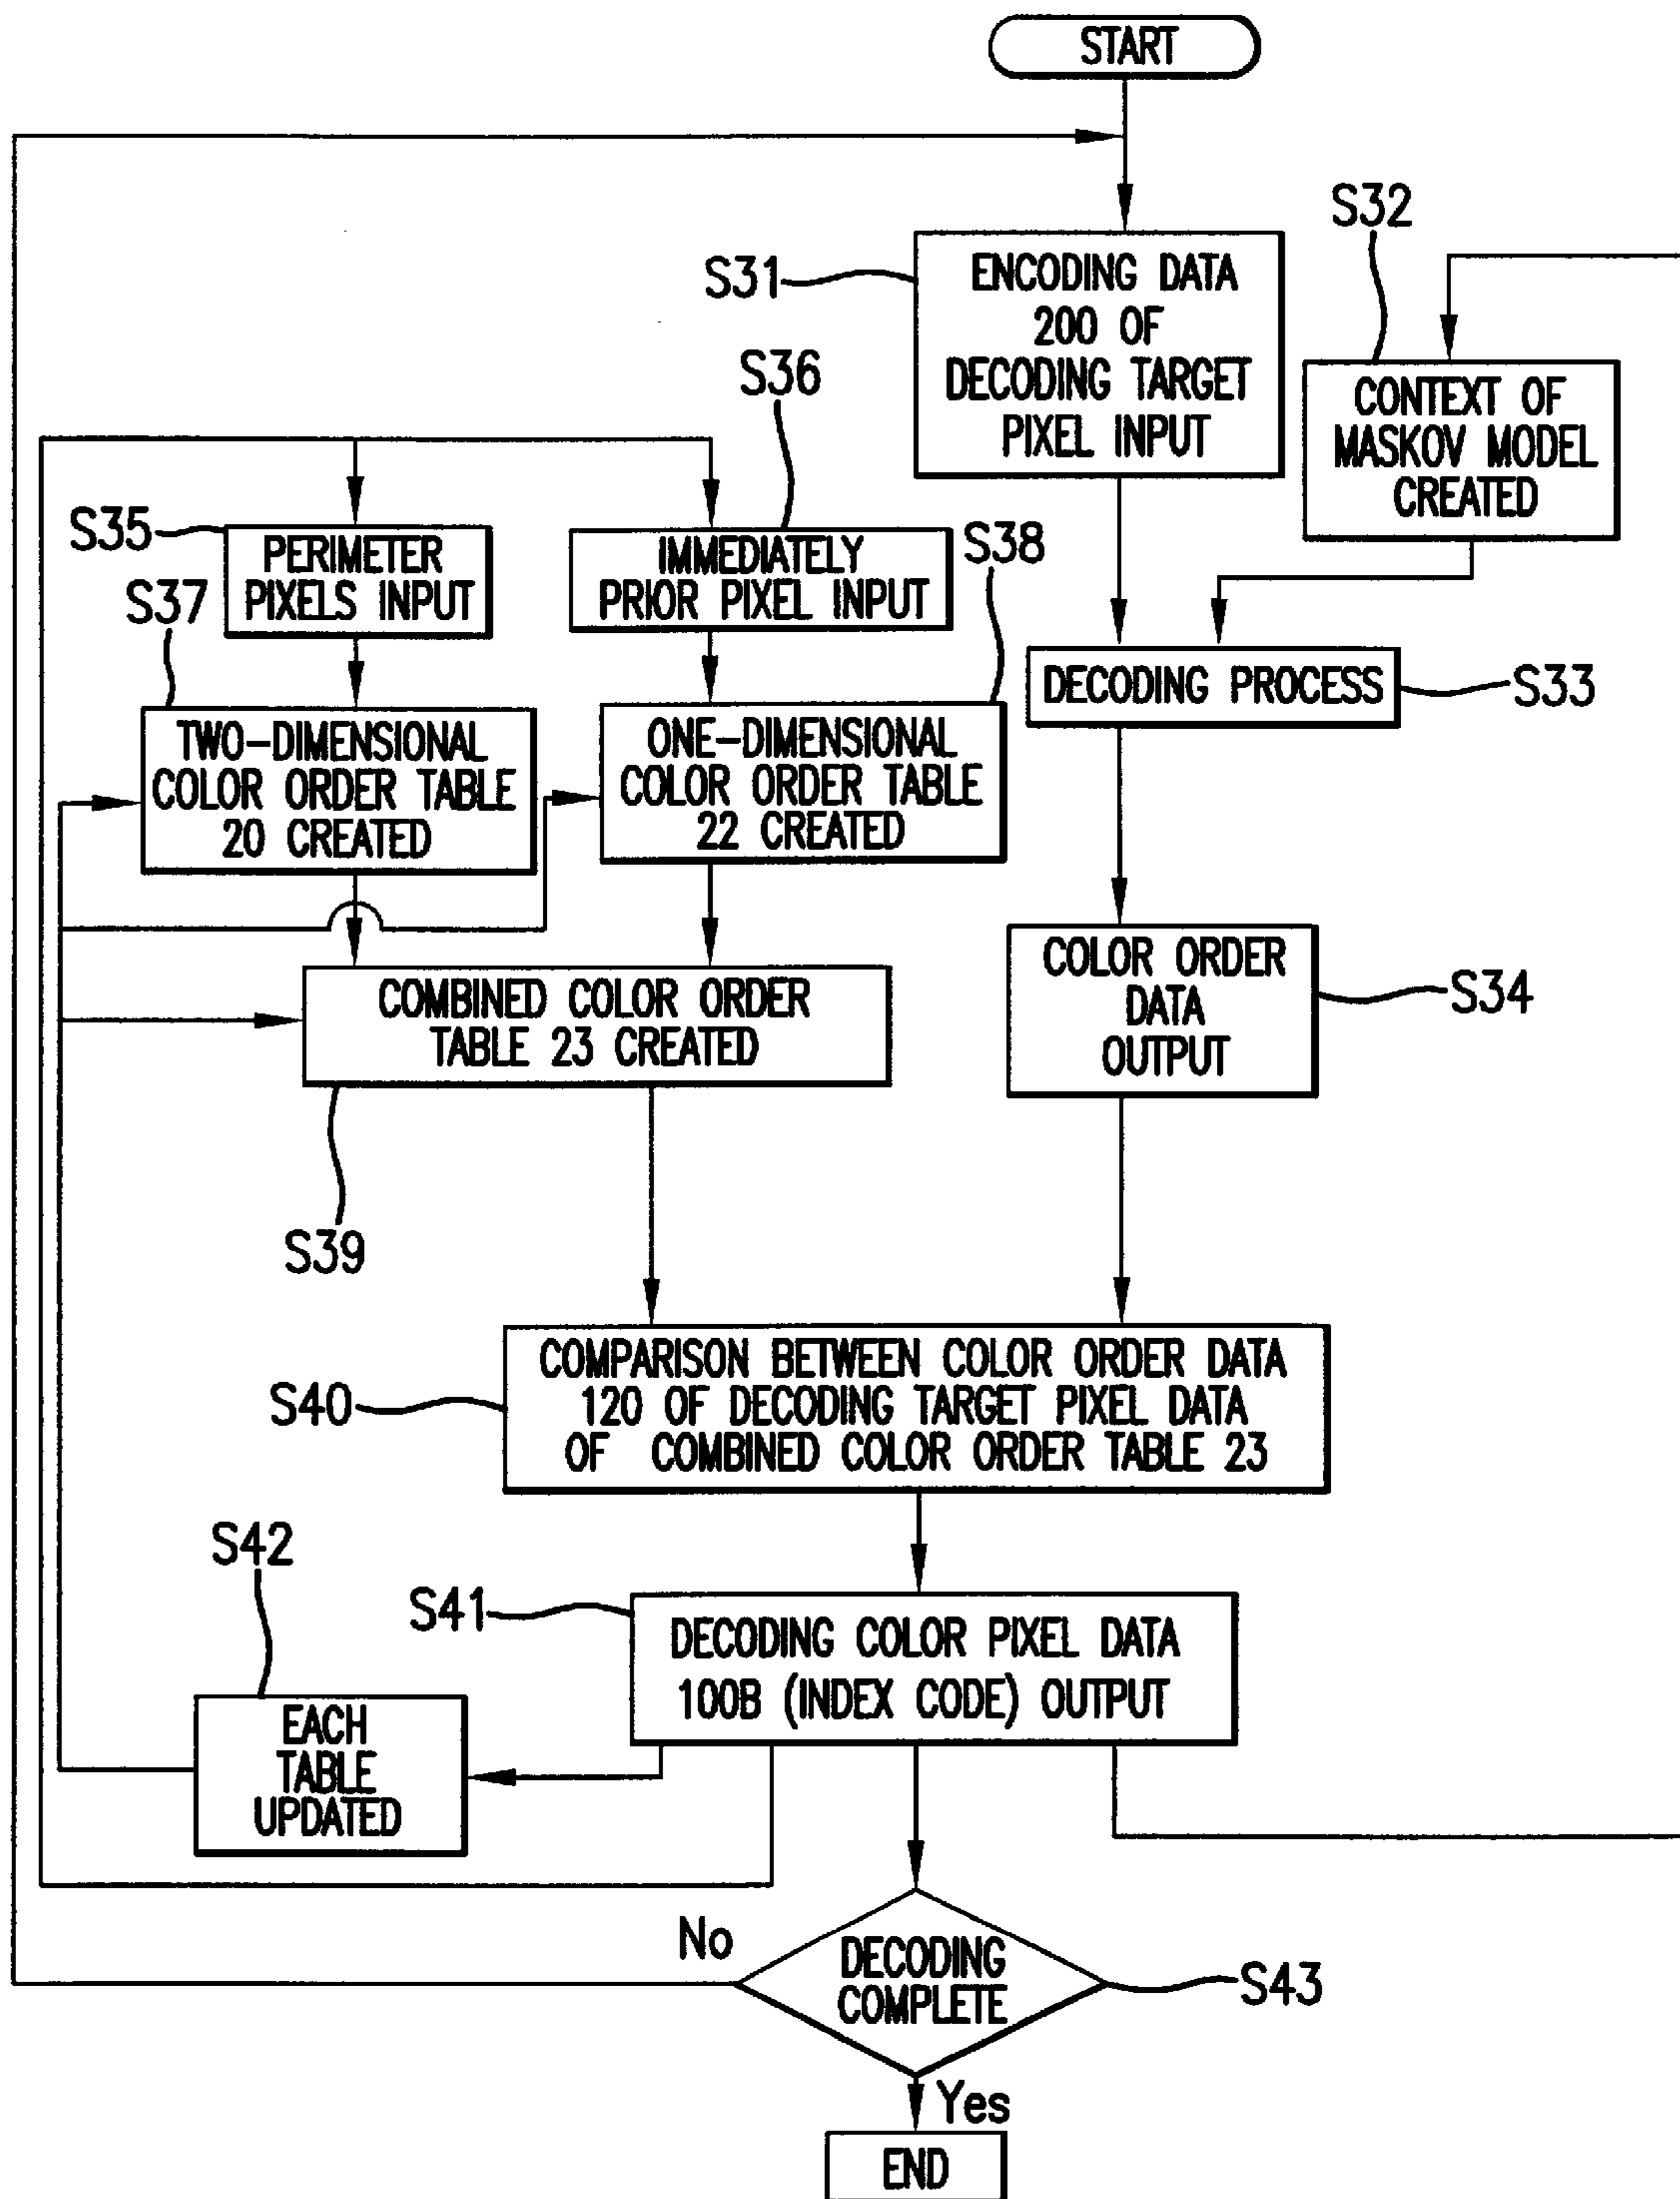 START
S31
ENCODING DATA
200 OF
DECODING TARGET
PIXEL INPUT
S32
CONTEXT OF
MASKOV MODEL
CREATED
S35
PERIMETER
PIXELS INPUT
S36
IMMEDIATELY
PRIOR PIXEL INPUT
S37
TWO-DIMENSIONAL
COLOR ORDER TABLE
20 CREATED
S38
ONE-DIMENSIONAL
COLOR ORDER TABLE
22 CREATED
DECODING PROCESS
S33
COMBINED COLOR ORDER
TABLE 23 CREATED
S39
COLOR ORDER
DATA
OUTPUT
S34
S40
COMPARISON BETWEEN COLOR ORDER DATA
120 OF DECODING TARGET PIXEL DATA
OF COMBINED COLOR ORDER TABLE 23
S41
DECODING COLOR PIXEL DATA
100B (INDEX CODE) OUTPUT
S42
EACH
TABLE
UPDATED
No
DECODING
COMPLETE
S43
Yes
END